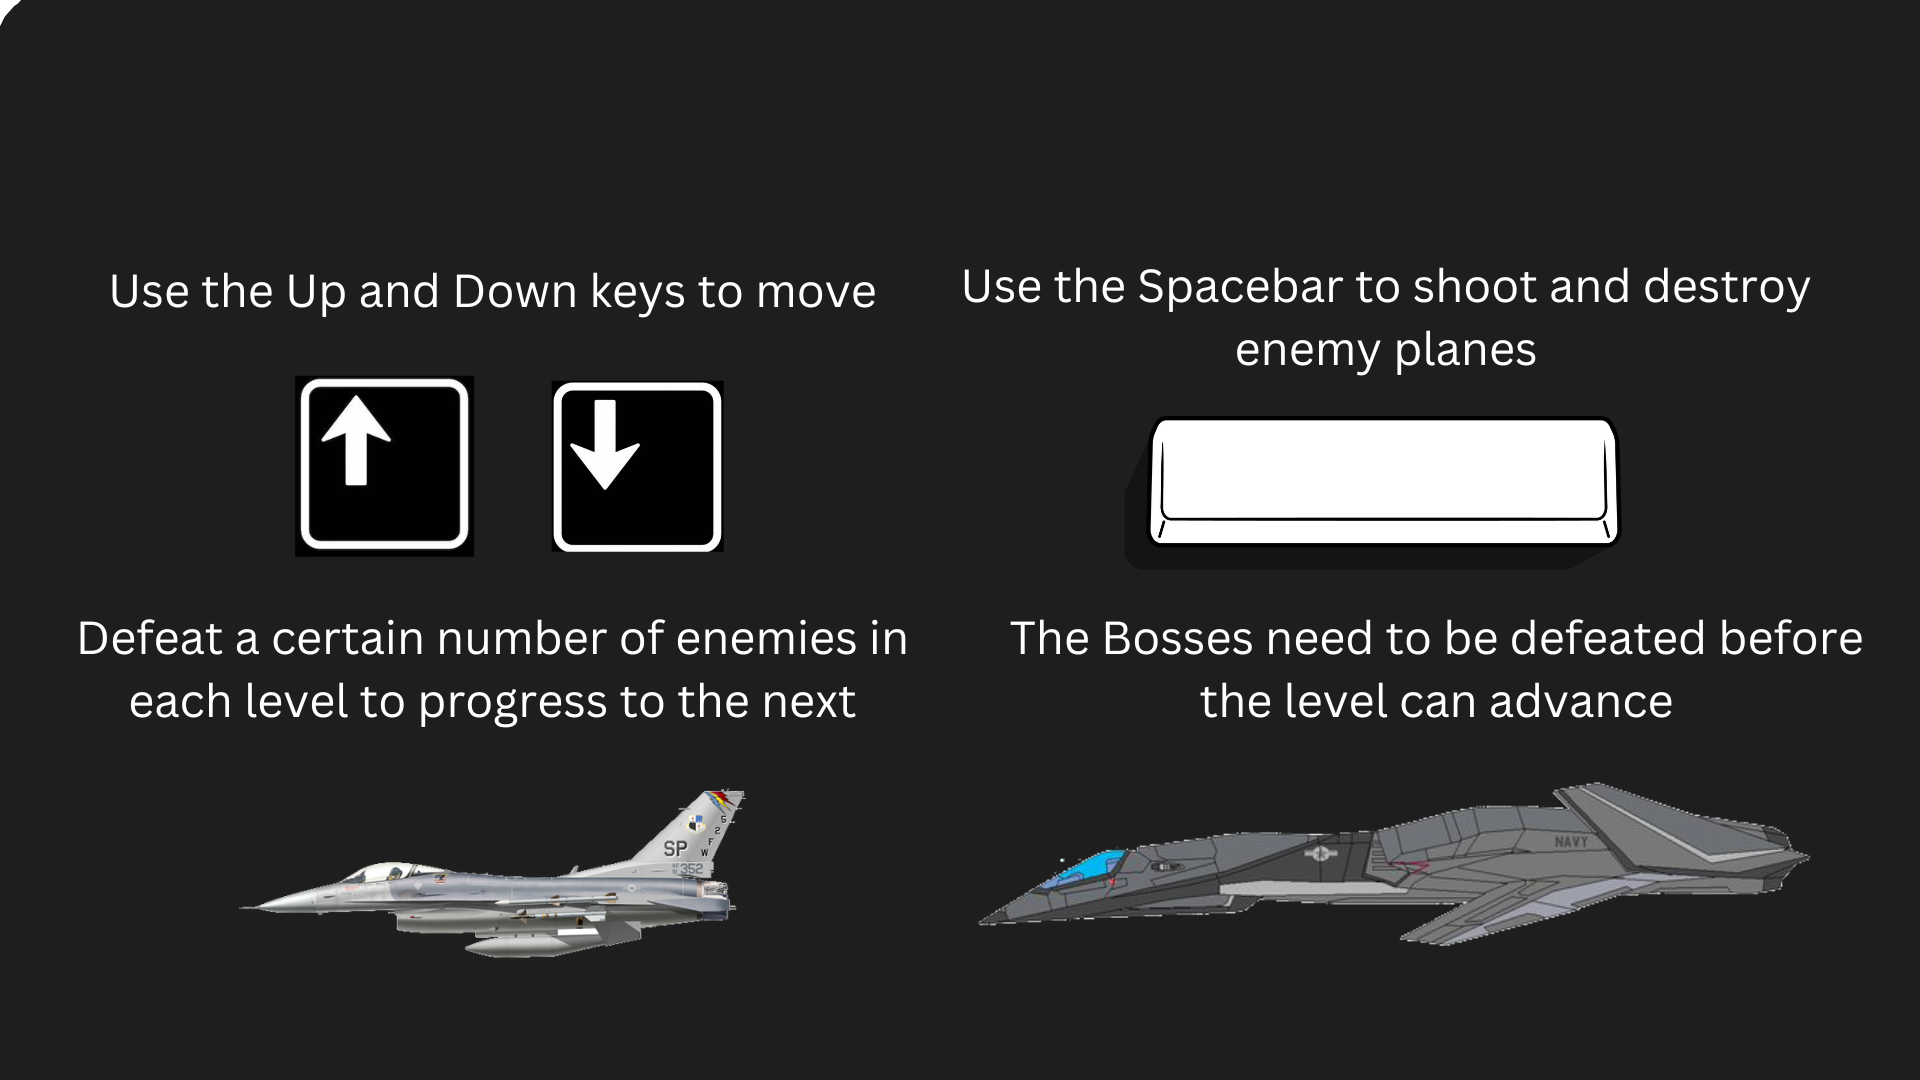 Use the Up and Down keys to move
Use the Spacebar to shoot and destroy
enemy planes
Defeat a certain number of enemies in
each level to progress to the next
The Bosses need to be defeated before
the level can advance
SP
352
52FW
NAVY